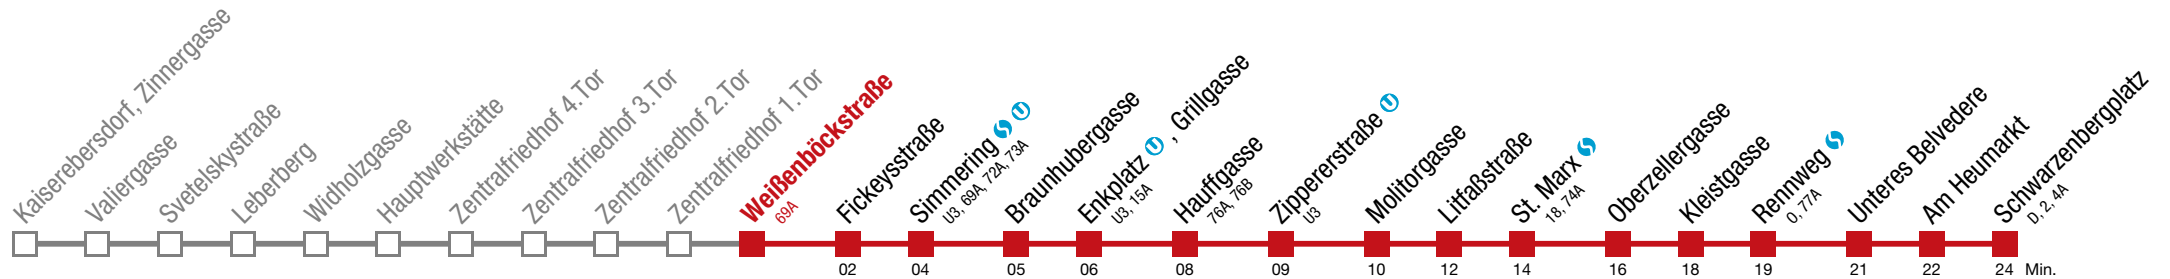 Kaiserebersdorf, Zinnergasse
Valiergasse
Svetelskystraße
Leberberg
Widholzgasse
Hauptwerkstätte
Zentralfriedhof 4.Tor
Zentralfriedhof 3.Tor
Zentralfriedhof 2.Tor
Zentralfriedhof 1.Tor
Weißenböckstraße
69A
Fickeysstraße
Simmering S U
U3, 69A, 72A, 73A
Braunhubergasse
Enkplatz U , Grillgasse
U3, 15A
Hauffgasse
76A, 76B
Zippererstraße U
U3
Molitorgasse
Litfaßstraße
St. Marx S
18, 74A
Oberzellergasse
Kleistgasse
Rennweg S
O, 77A
Unteres Belvedere
Am Heumarkt
Schwarzenbergplatz
D, 2, 4A
02 04 05 06 08 09 10 12 14 16 18 19 21 22 24 Min.